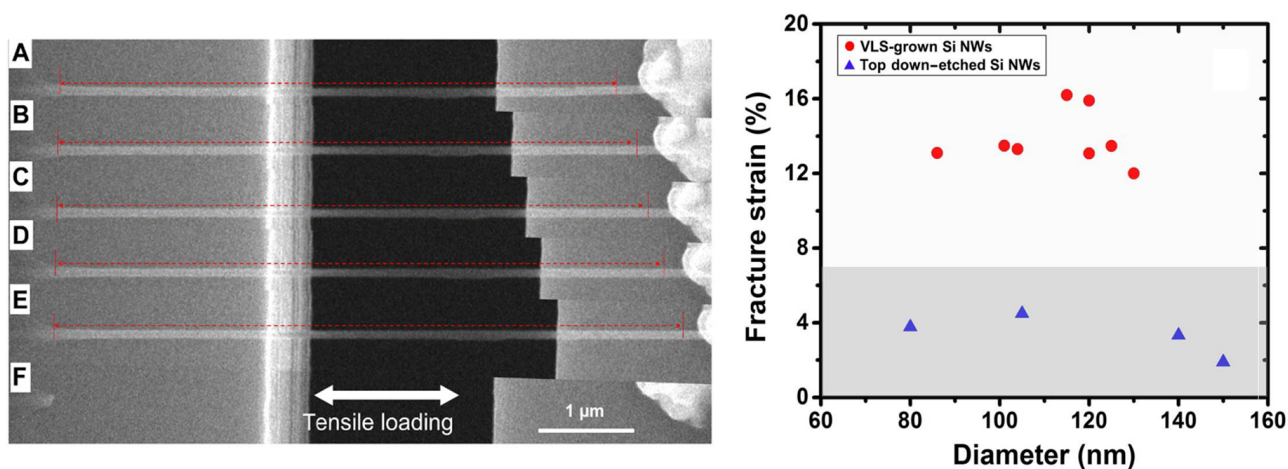 A
B
C
D
E
F
Tensile loading
1 µm
20
16
12
8
4
0
Fracture strain (%)
VLS-grown Si NWs
Top down–etched Si NWs
60
80
100
120
140
160
Diameter (nm)